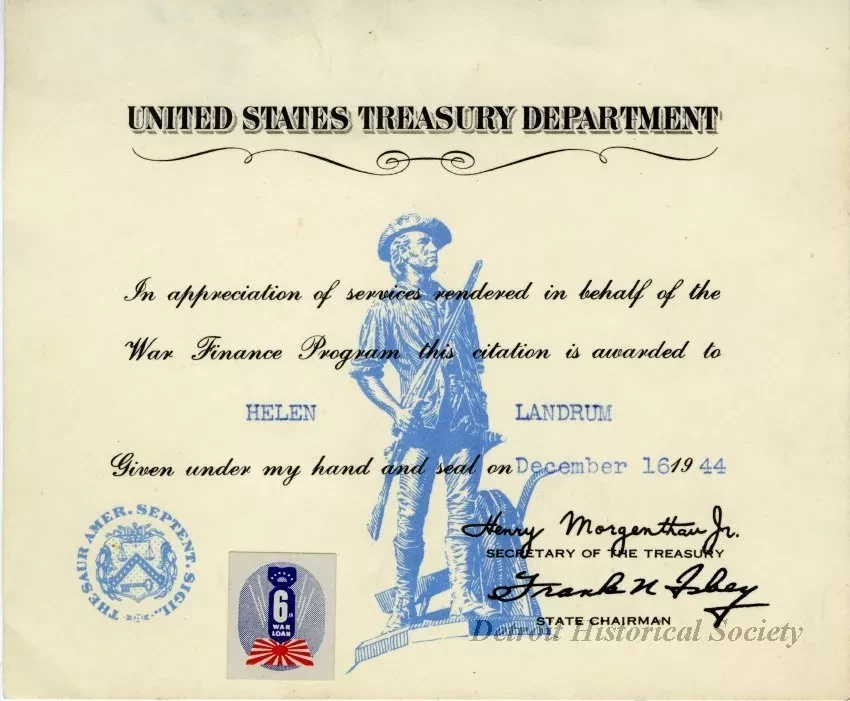 UNITED STATES TREASURY DEPARTMENT
In appreciation of services rendered in behalf of the
War Finance Program this citation is awarded to
HELEN LANDRUM
Given under my hand and seal on December 16 19 44
THESAUR. AMER. SEPTENT. SIGIL.
6TH
WAR
LOAN
Henry Morgenthau Jr.
SECRETARY OF THE TREASURY
Frank N Isbey
STATE CHAIRMAN
Detroit Historical Society